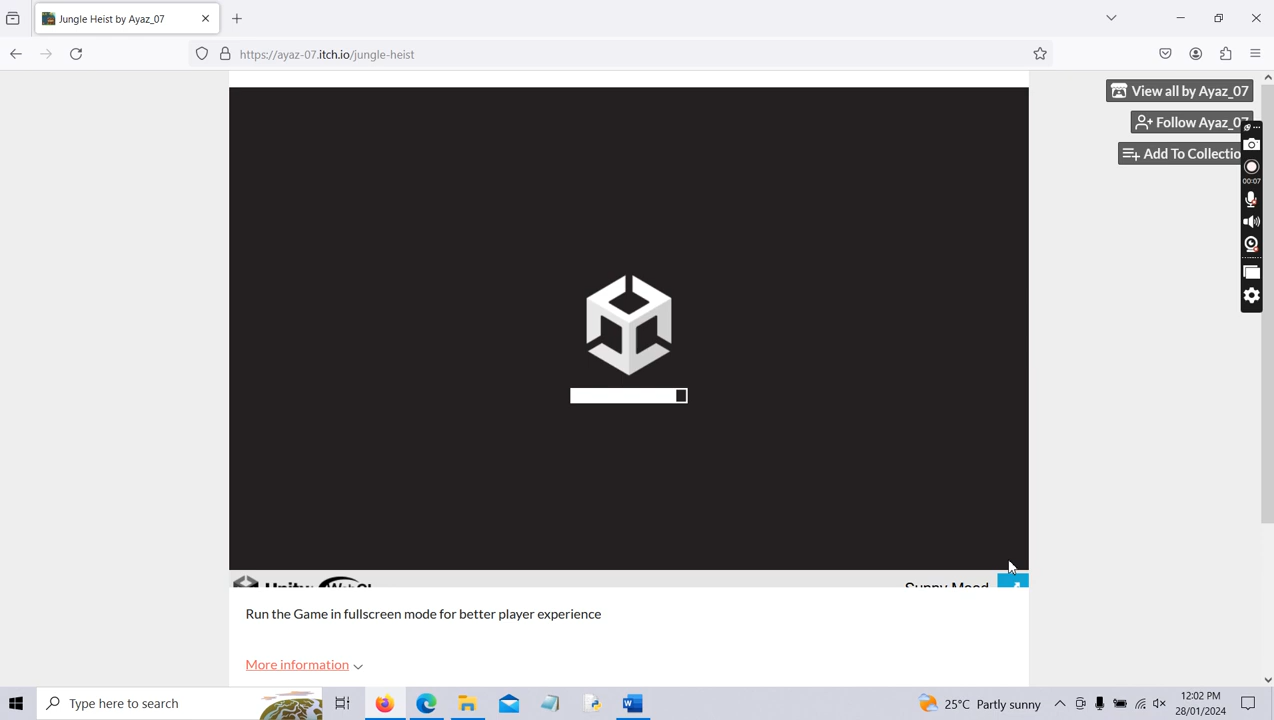 Jungle Heist by Ayaz_07
https://ayaz-07.itch.io/jungle-heist
View all by Ayaz_07
Follow Ayaz_07
Add To Collectio
00:07
Sunny Mood
Run the Game in fullscreen mode for better player experience
More information
Type here to search
25°C Partly sunny
12:02 PM
28/01/2024